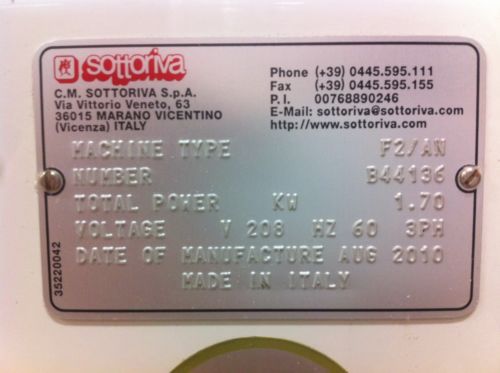 sottoriva
C.M. SOTTORIVA S.p.A.
Via Vittorio Veneto, 63
36015 MARANO VICENTINO
(Vicenza) ITALY
Phone (+39) 0445.595.111
Fax (+39) 0445.595.155
P.I. 00768890246
E-Mail: sottoriva@sottoriva.com
http://www.sottoriva.com
MACHINE TYPE F2/AN
NUMBER B44136
TOTAL POWER KW 1.70
VOLTAGE V 208 HZ 60 3PH
DATE OF MANUFACTURE AUG 2010
MADE IN ITALY
35220042